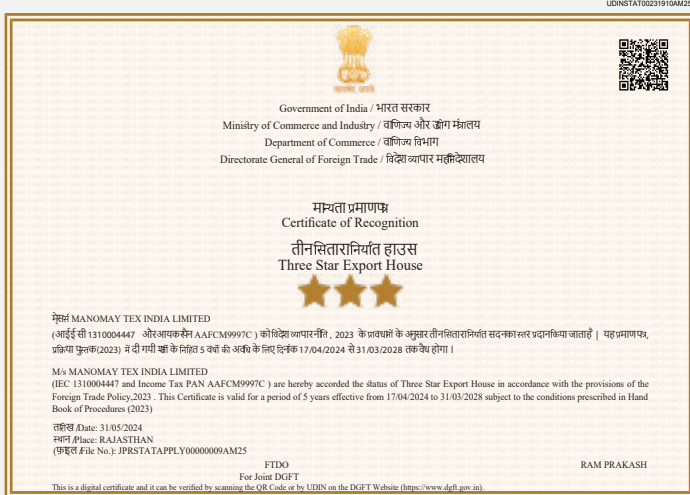 UDINSTAT00231910AM25
सत्यमेव जयते
Government of India / भारत सरकार
Ministry of Commerce and Industry / वाणिज्य और उद्योग मंत्रालय
Department of Commerce / वाणिज्य विभाग
Directorate General of Foreign Trade / विदेश व्यापार महानिदेशालय
मान्यता प्रमाणपत्र
Certificate of Recognition
तीन सितारा निर्यात हाउस
Three Star Export House
मैसर्स MANOMAY TEX INDIA LIMITED
(आईई सी 1310004447 और आयकर पैन AAFCM9997C ) को विदेश व्यापार नीति , 2023 के प्रावधानों के अनुसार तीन सितारा निर्यात सदन का स्तर प्रदान किया जाता है | यह प्रमाणपत्र,
प्रक्रिया पुस्तक(2023) में दी गयी शर्तों के निहित 5 वर्षों की अवधि के लिए दिनांक 17/04/2024 से 31/03/2028 तक वैध होगा ।
M/s MANOMAY TEX INDIA LIMITED
(IEC 1310004447 and Income Tax PAN AAFCM9997C ) are hereby accorded the status of Three Star Export House in accordance with the provisions of the
Foreign Trade Policy,2023 . This Certificate is valid for a period of 5 years effective from 17/04/2024 to 31/03/2028 subject to the conditions prescribed in Hand
Book of Procedures (2023)
तारीख /Date: 31/05/2024
स्थान /Place: RAJASTHAN
(फ़ाइल /File No.): JPRSTATAPPLY00000009AM25
FTDO
RAM PRAKASH
For Joint DGFT
This is a digital certificate and it can be verified by scanning the QR Code or by UDIN on the DGFT Website (https://www.dgft.gov.in).